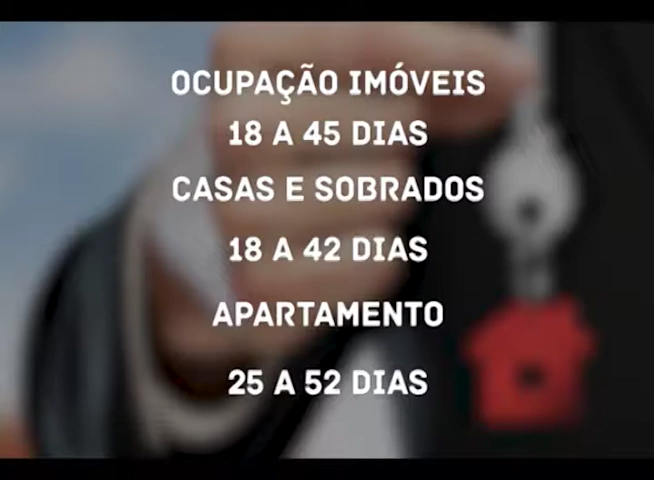 OCUPAÇÃO IMÓVEIS
18 A 45 DIAS
CASAS E SOBRADOS
18 A 42 DIAS
APARTAMENTO
25 A 52 DIAS